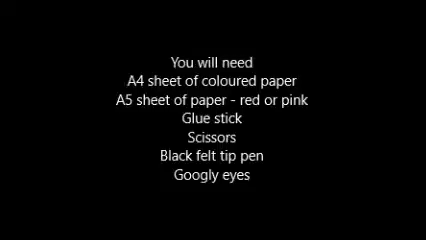 You will need
A4 sheet of coloured paper
A5 sheet of paper - red or pink
Glue stick
Scissors
Black felt tip pen
Googly eyes